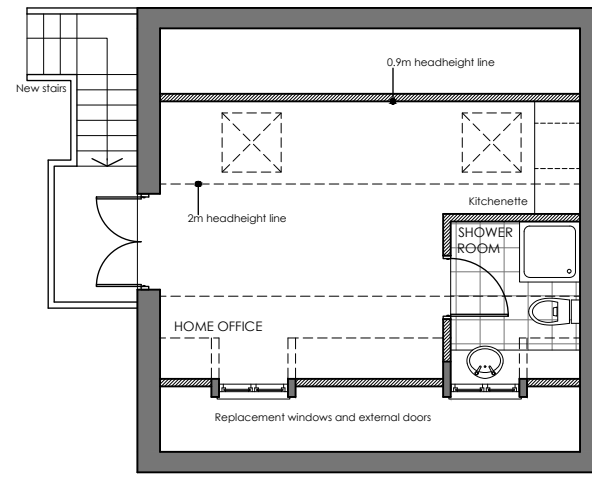 0.9m headheight line
New stairs
Kitchenette
2m headheight line
SHOWER
ROOM
HOME OFFICE
Replacement windows and external doors